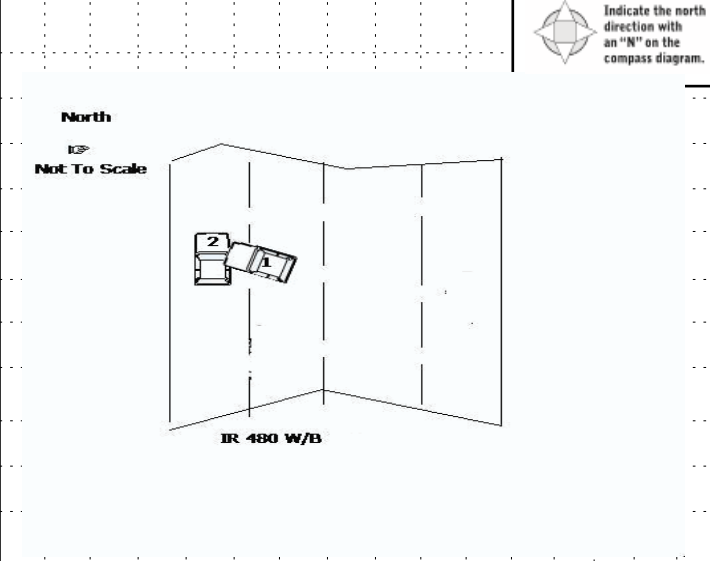 Indicate the north
direction with
an “N” on the
compass diagram.
North
☞
Not To Scale
2
1
IR 480 W/B